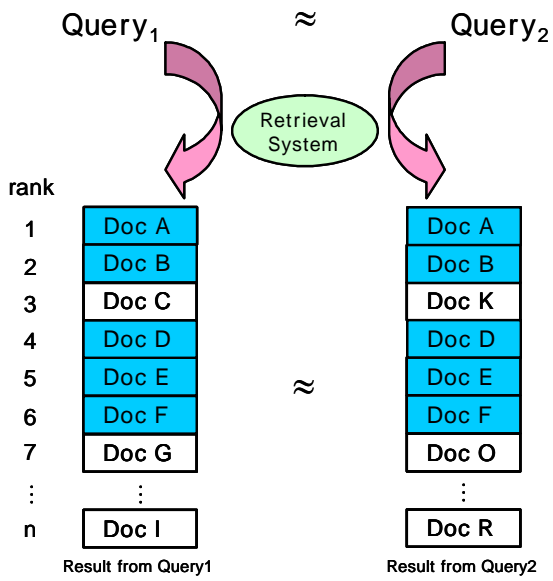 Query1 ≈ Query2
Retrieval
System
rank
1 Doc A Doc A
2 Doc B Doc B
3 Doc C Doc K
4 Doc D Doc D
5 Doc E ≈ Doc E
6 Doc F Doc F
7 Doc G Doc O
⋮ ⋮ ⋮
n Doc I Doc R
Result from Query1 Result from Query2